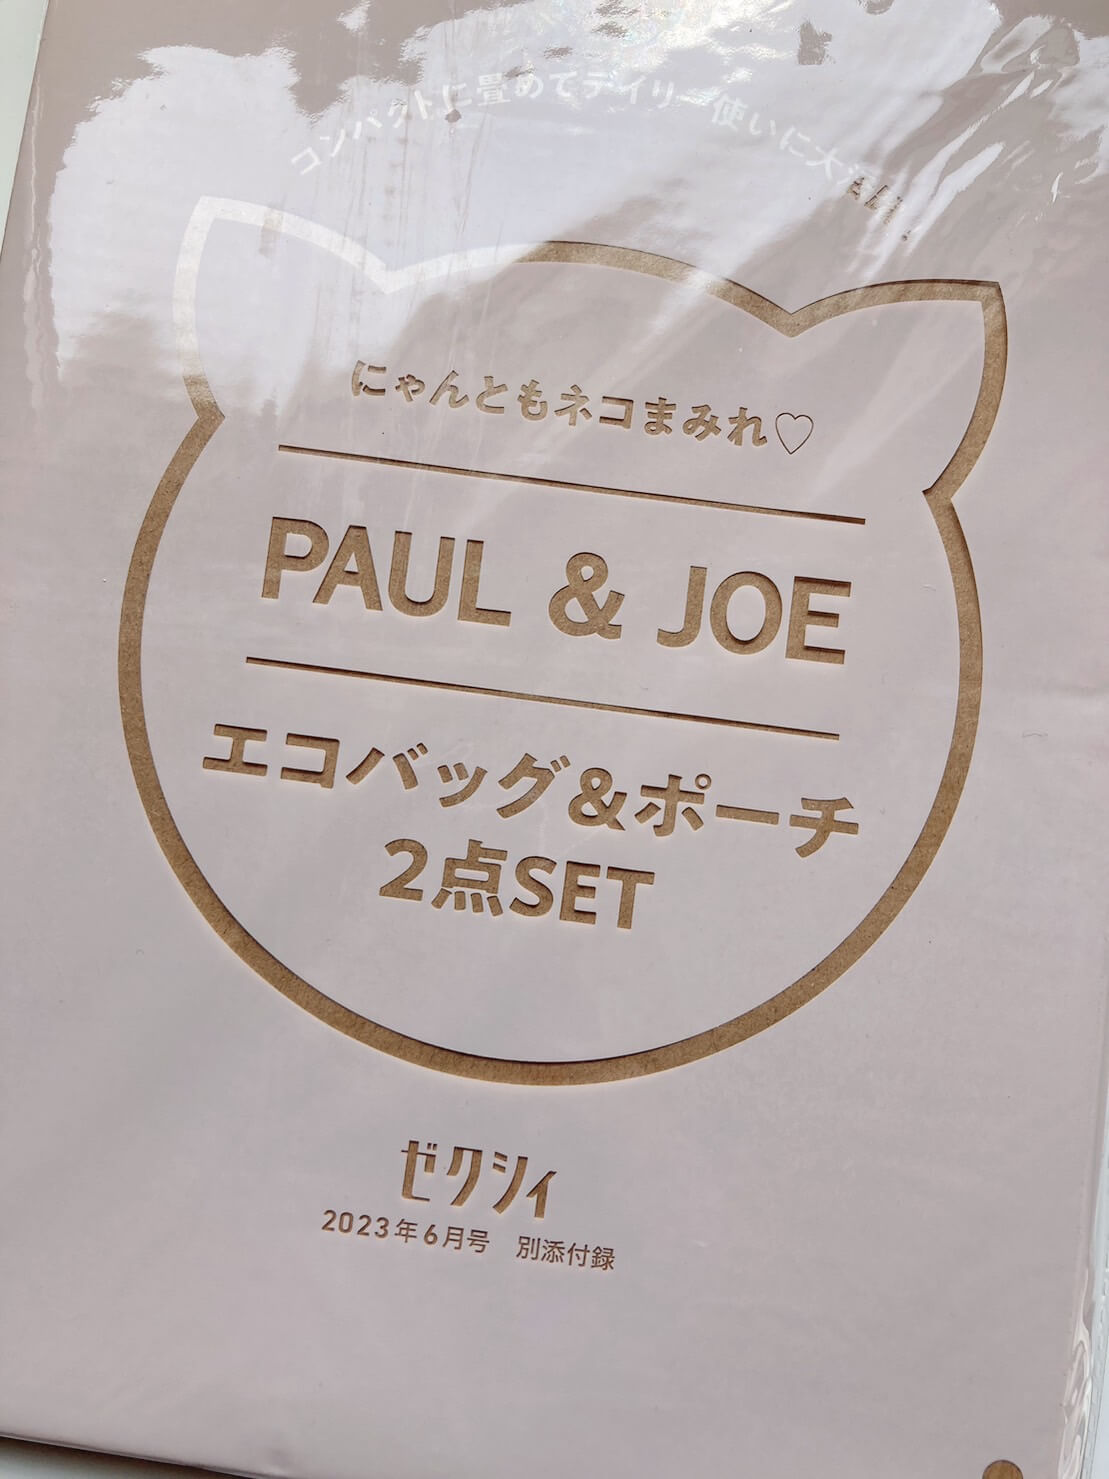 コンパクトに畳めてデイリー使いに大
にゃんともネコまみれ♡
PAUL & JOE
エコバッグ&ポーチ
2点SET
ゼクシィ
2023年6月号 別添付録